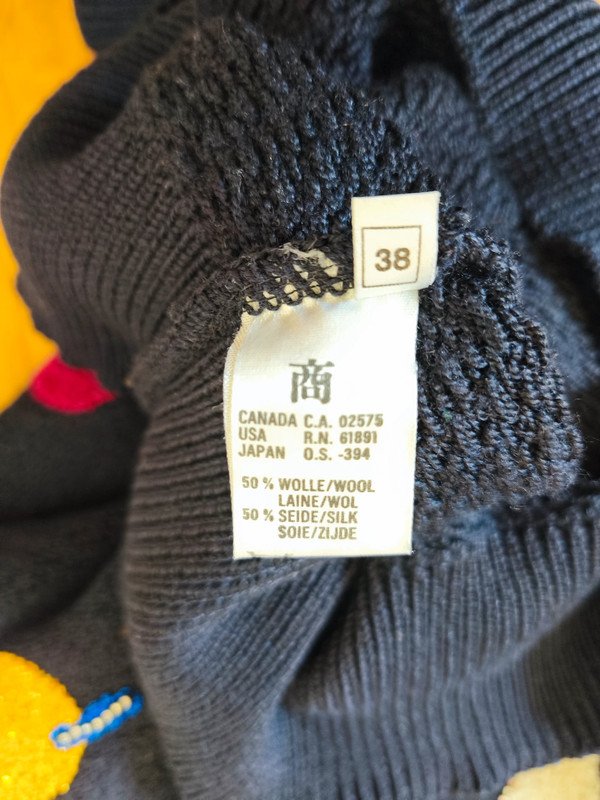 38
商
CANADA C.A. 02575
USA R.N. 61891
JAPAN O.S. -394
50 % WOLLE/WOOL
LAINE/WOL
50 % SEIDE/SILK
SOIE/ZIJDE